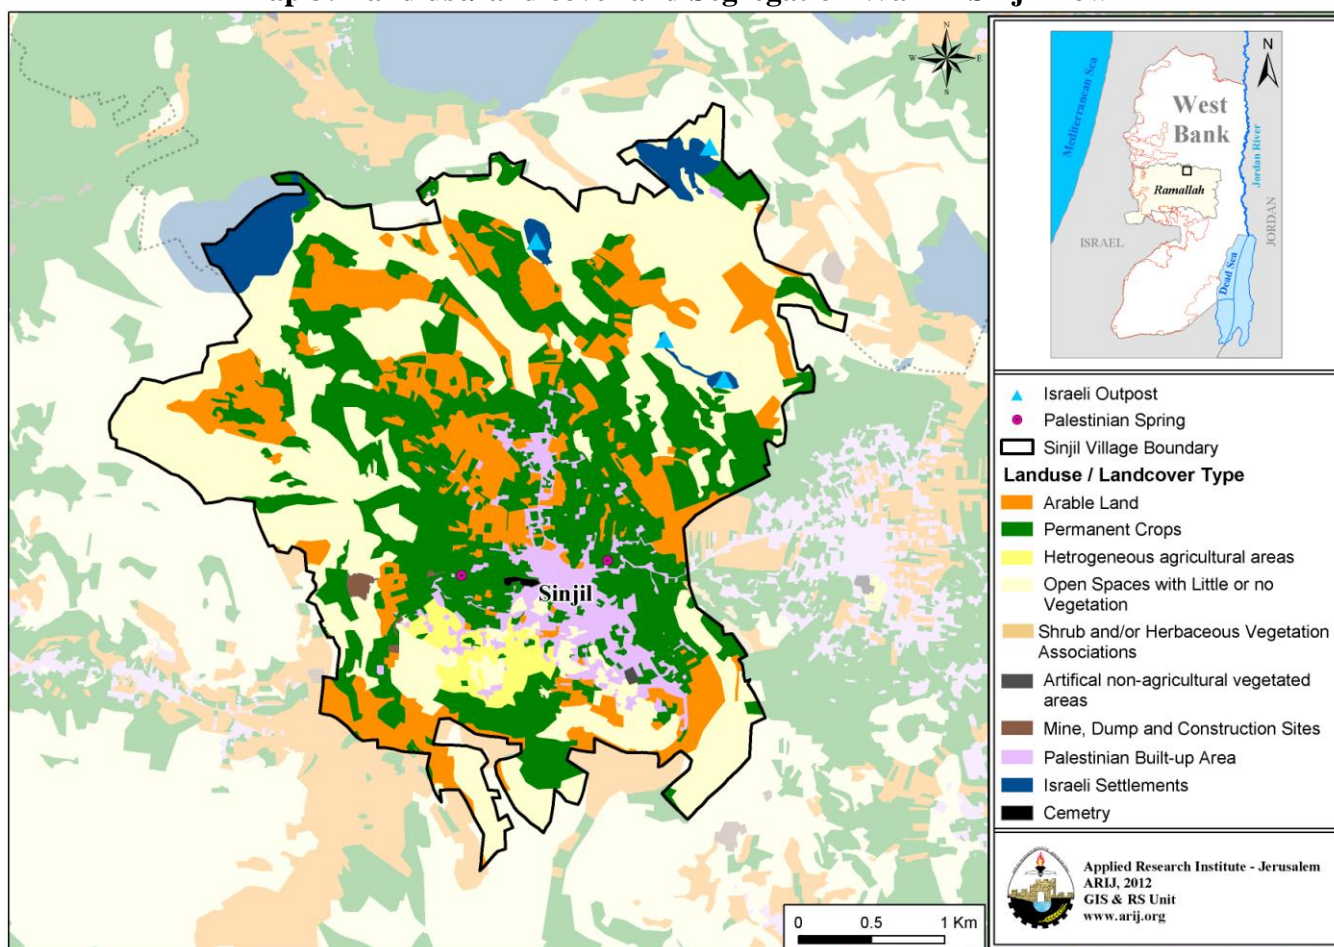 N
W
E
S
Sinjil
0 0.5 1 Km
Mediterranean Sea
N
West
Bank
Jordan River
Ramallah
ISRAEL
JORDAN
Dead Sea
Israeli Outpost
Palestinian Spring
Sinjil Village Boundary
Landuse / Landcover Type
Arable Land
Permanent Crops
Hetrogeneous agricultural areas
Open Spaces with Little or no
Vegetation
Shrub and/or Herbaceous Vegetation
Associations
Artifical non-agricultural vegetated
areas
Mine, Dump and Construction Sites
Palestinian Built-up Area
Israeli Settlements
Cemetry
Applied Research Institute - Jerusalem
ARIJ, 2012
GIS & RS Unit
www.arij.org